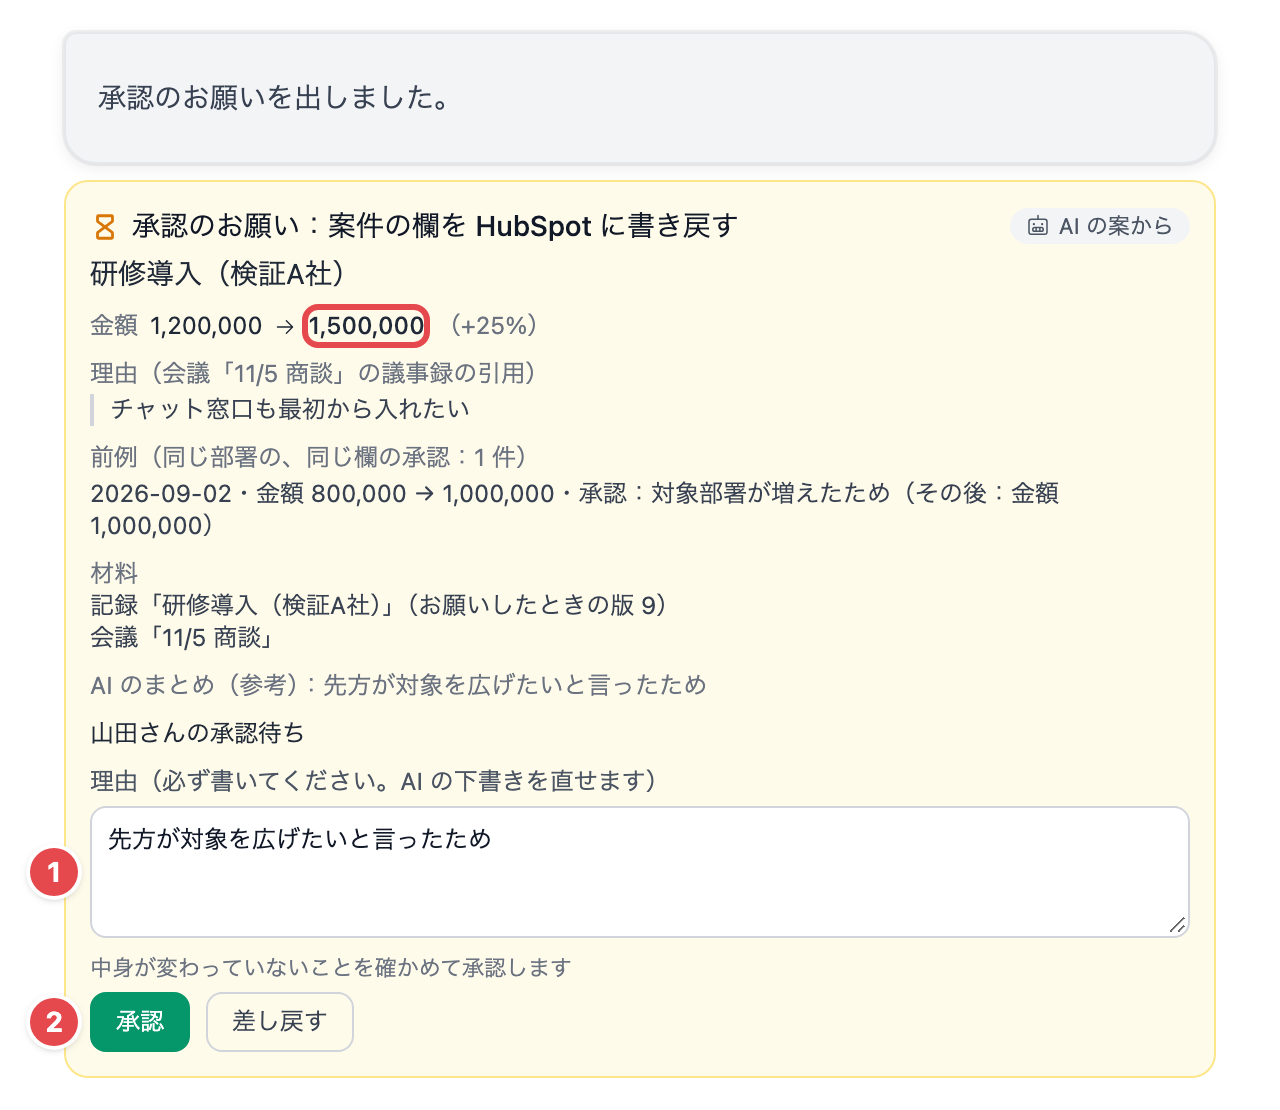 承認のお願いを出しました。
承認のお願い：案件の欄を HubSpot に書き戻す
AI の案から
研修導入（検証A社）
金額 1,200,000 → 1,500,000 （+25%）
理由（会議「11/5 商談」の議事録の引用）
チャット窓口も最初から入れたい
前例（同じ部署の、同じ欄の承認：1 件）
2026-09-02・金額 800,000 → 1,000,000・承認：対象部署が増えたため（その後：金額
1,000,000）
材料
記録「研修導入（検証A社）」（お願いしたときの版 9）
会議「11/5 商談」
AI のまとめ（参考）：先方が対象を広げたいと言ったため
山田さんの承認待ち
理由（必ず書いてください。AI の下書きを直せます）
先方が対象を広げたいと言ったため
1
中身が変わっていないことを確かめて承認します
2
承認 差し戻す